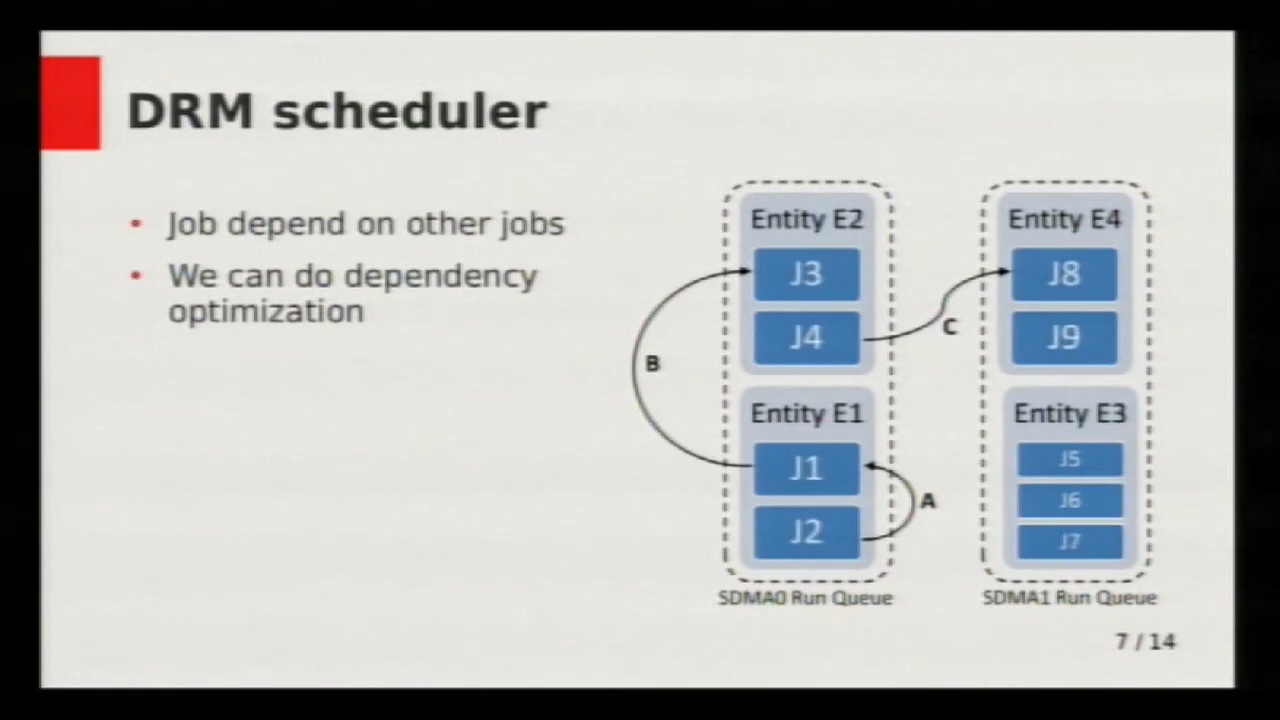 DRM scheduler
• Job depend on other jobs
• We can do dependency
optimization
Entity E2
J3
J4
B
Entity E1
J1
J2
A
SDMA0 Run Queue
C
Entity E4
J8
J9
Entity E3
J5
J6
J7
SDMA1 Run Queue
7 / 14